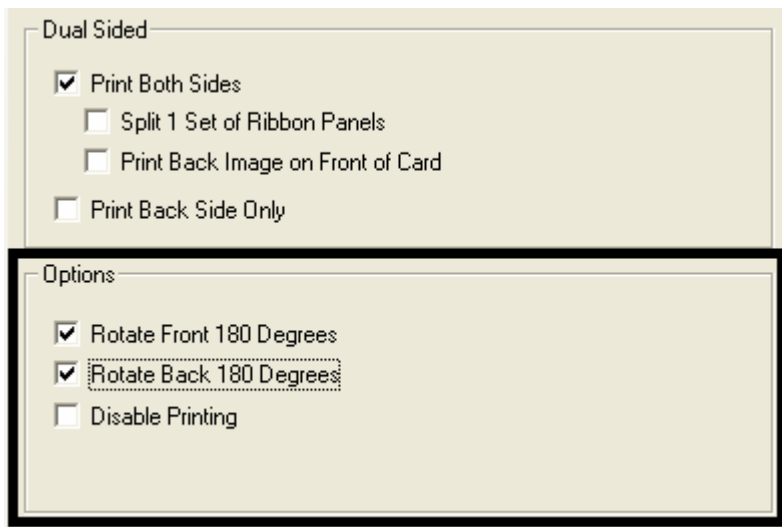 Dual Sided
Print Both Sides
Split 1 Set of Ribbon Panels
Print Back Image on Front of Card
Print Back Side Only
Options
Rotate Front 180 Degrees
Rotate Back 180 Degrees
Disable Printing